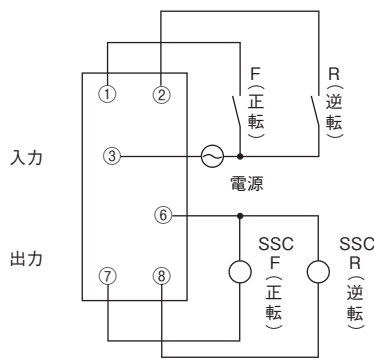 F(正転)
R(逆転)
①
②
入力
③
電源
⑥
出力
⑦
⑧
SSC
F(正転)
SSC
R(逆転)